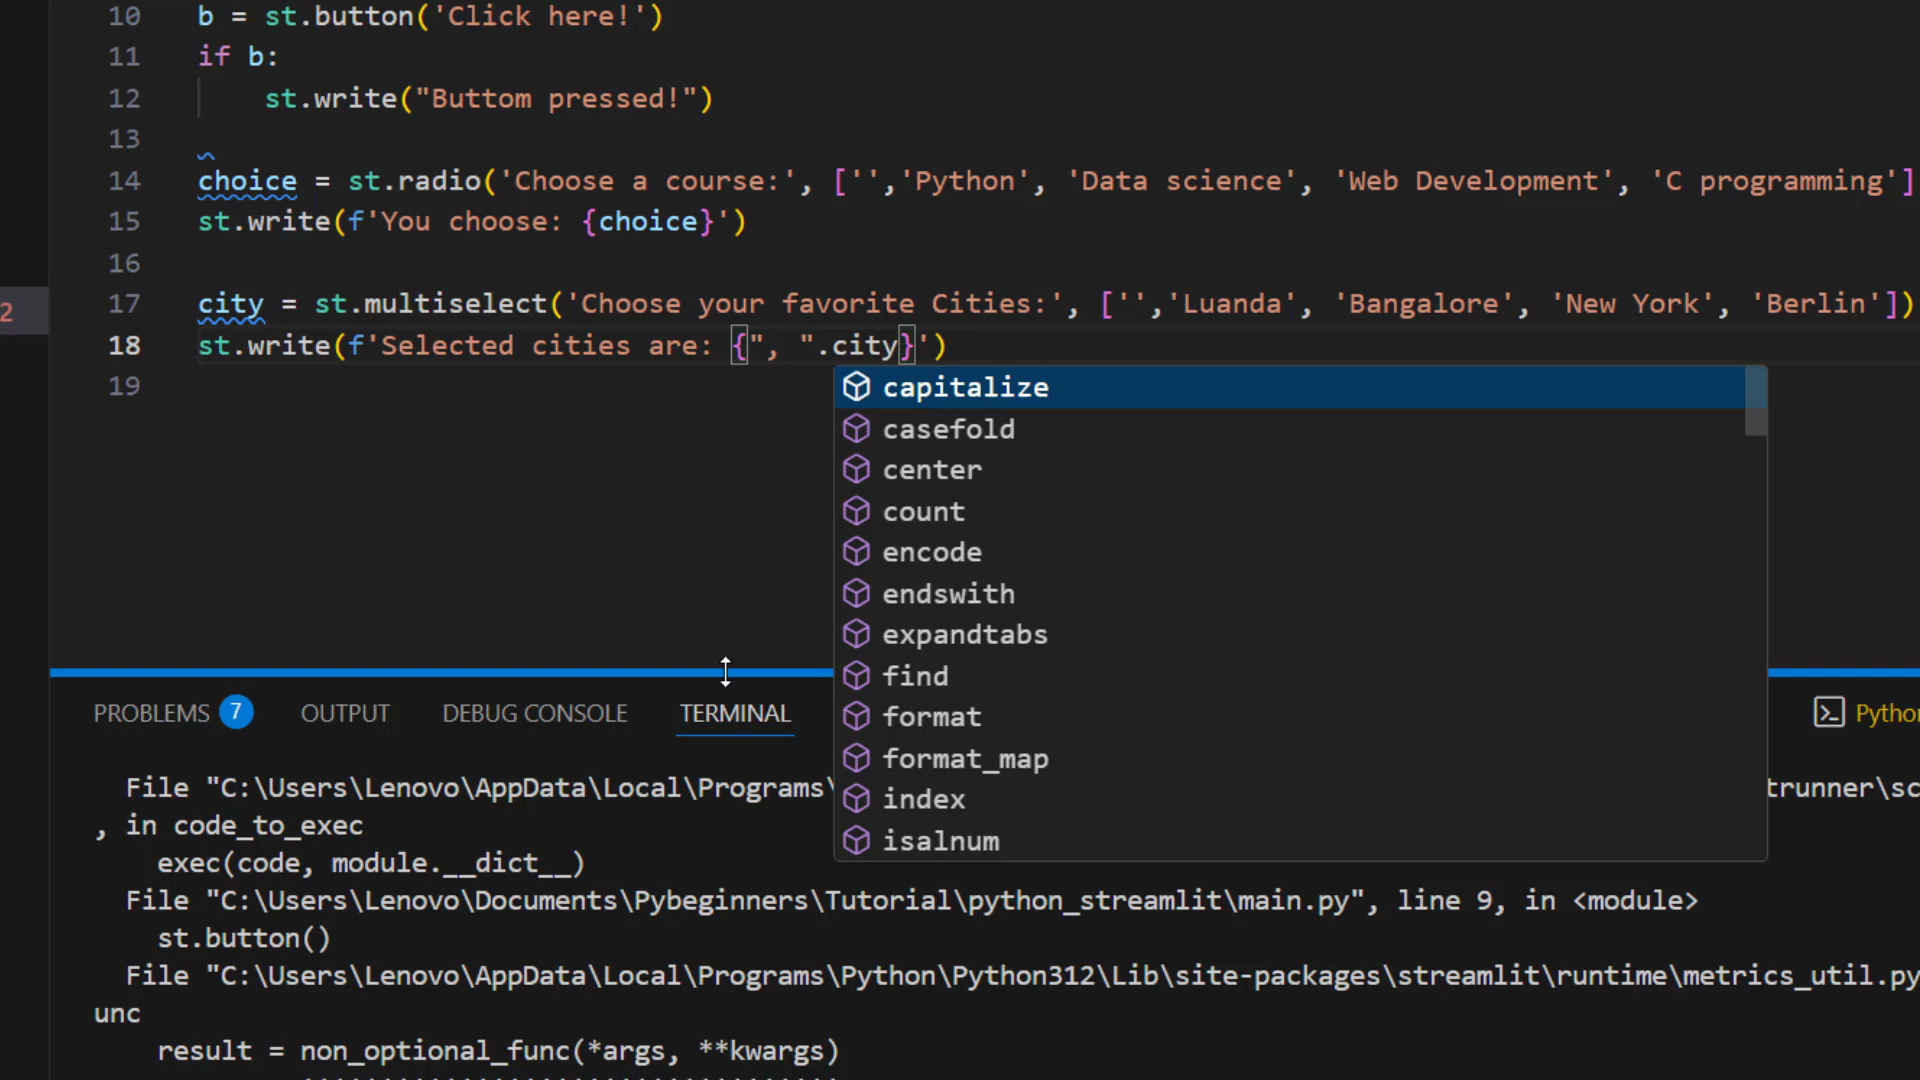 10 b = st.button('Click here!')
11 if b:
12 st.write("Buttom pressed!")
13
14 choice = st.radio('Choose a course:', ['','Python', 'Data science', 'Web Development', 'C programming']
15 st.write(f'You choose: {choice}')
16
17 city = st.multiselect('Choose your favorite Cities:', ['','Luanda', 'Bangalore', 'New York', 'Berlin'])
2
18 st.write(f'Selected cities are: {", ".city}')
19
capitalize
casefold
center
count
encode
endswith
expandtabs
find
format
format_map
index
isalnum
PROBLEMS 7 OUTPUT DEBUG CONSOLE TERMINAL Python
File "C:\Users\Lenovo\AppData\Local\Programs\ trunner\sc
, in code_to_exec
exec(code, module.__dict__)
File "C:\Users\Lenovo\Documents\Pybeginners\Tutorial\python_streamlit\main.py", line 9, in <module>
st.button()
File "C:\Users\Lenovo\AppData\Local\Programs\Python\Python312\Lib\site-packages\streamlit\runtime\metrics_util.py
unc
result = non_optional_func(*args, **kwargs)